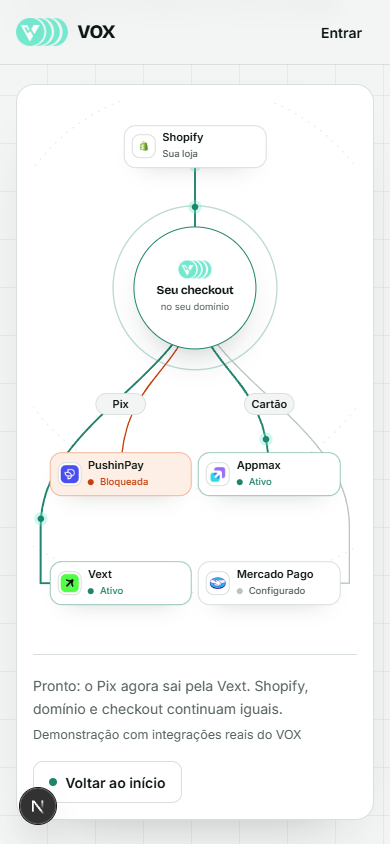 VOX
Entrar
Shopify
Sua loja
Seu checkout
no seu domínio
Pix
Cartão
PushinPay
Bloqueada
Appmax
Ativo
Vext
Ativo
Mercado Pago
Configurado
Pronto: o Pix agora sai pela Vext. Shopify,
domínio e checkout continuam iguais.
Demonstração com integrações reais do VOX
Voltar ao início
N